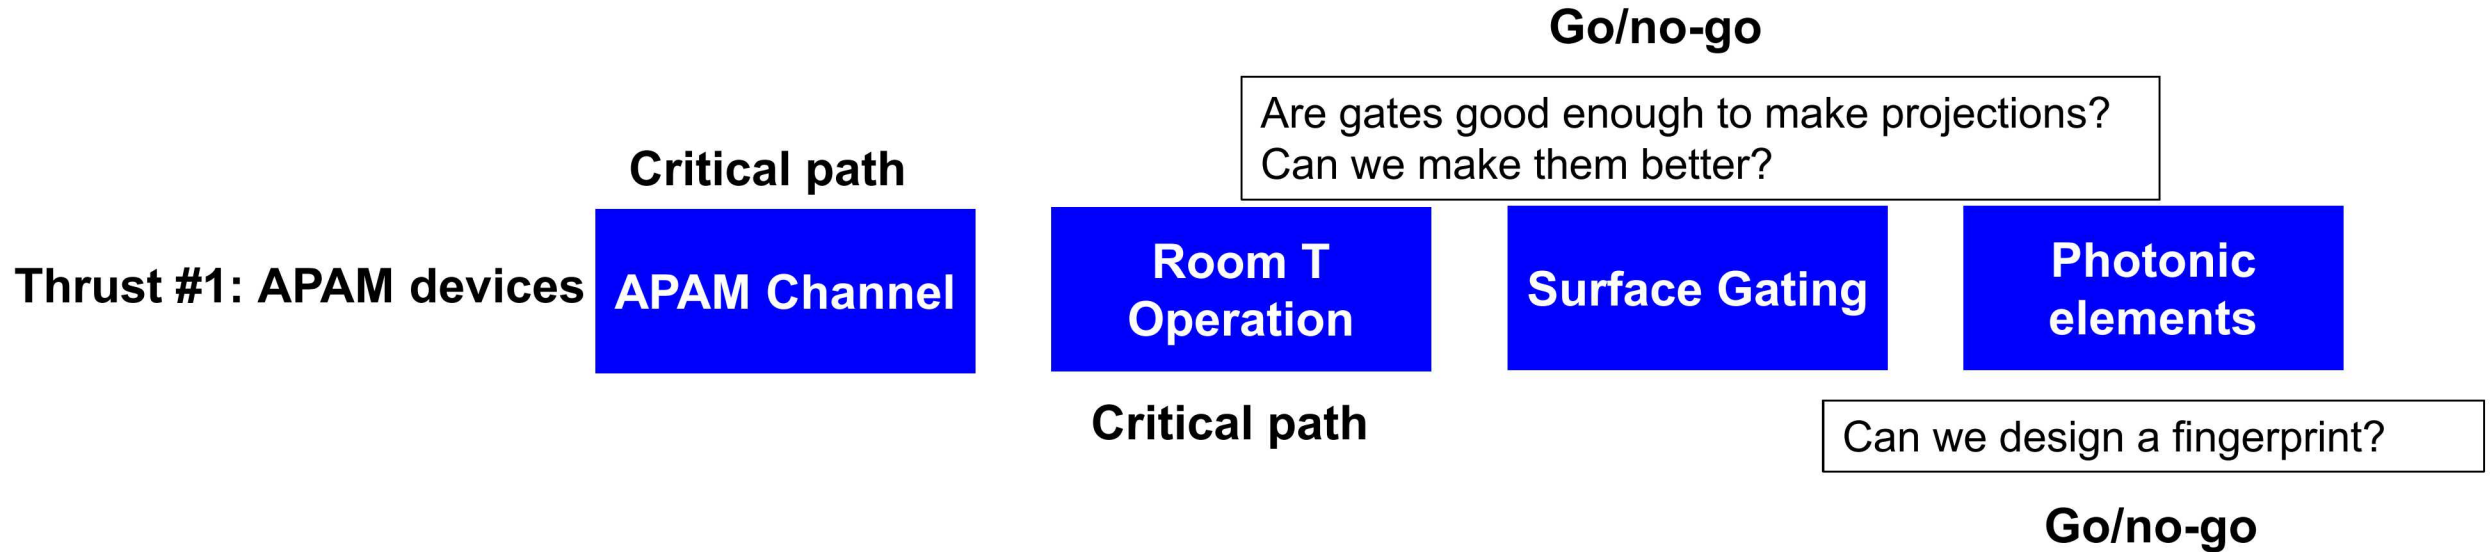 Go/no-go
Are gates good enough to make projections?
Can we make them better?
Critical path
Thrust #1: APAM devices
APAM Channel
Room T
Operation
Surface Gating
Photonic
elements
Critical path
Can we design a fingerprint?
Go/no-go